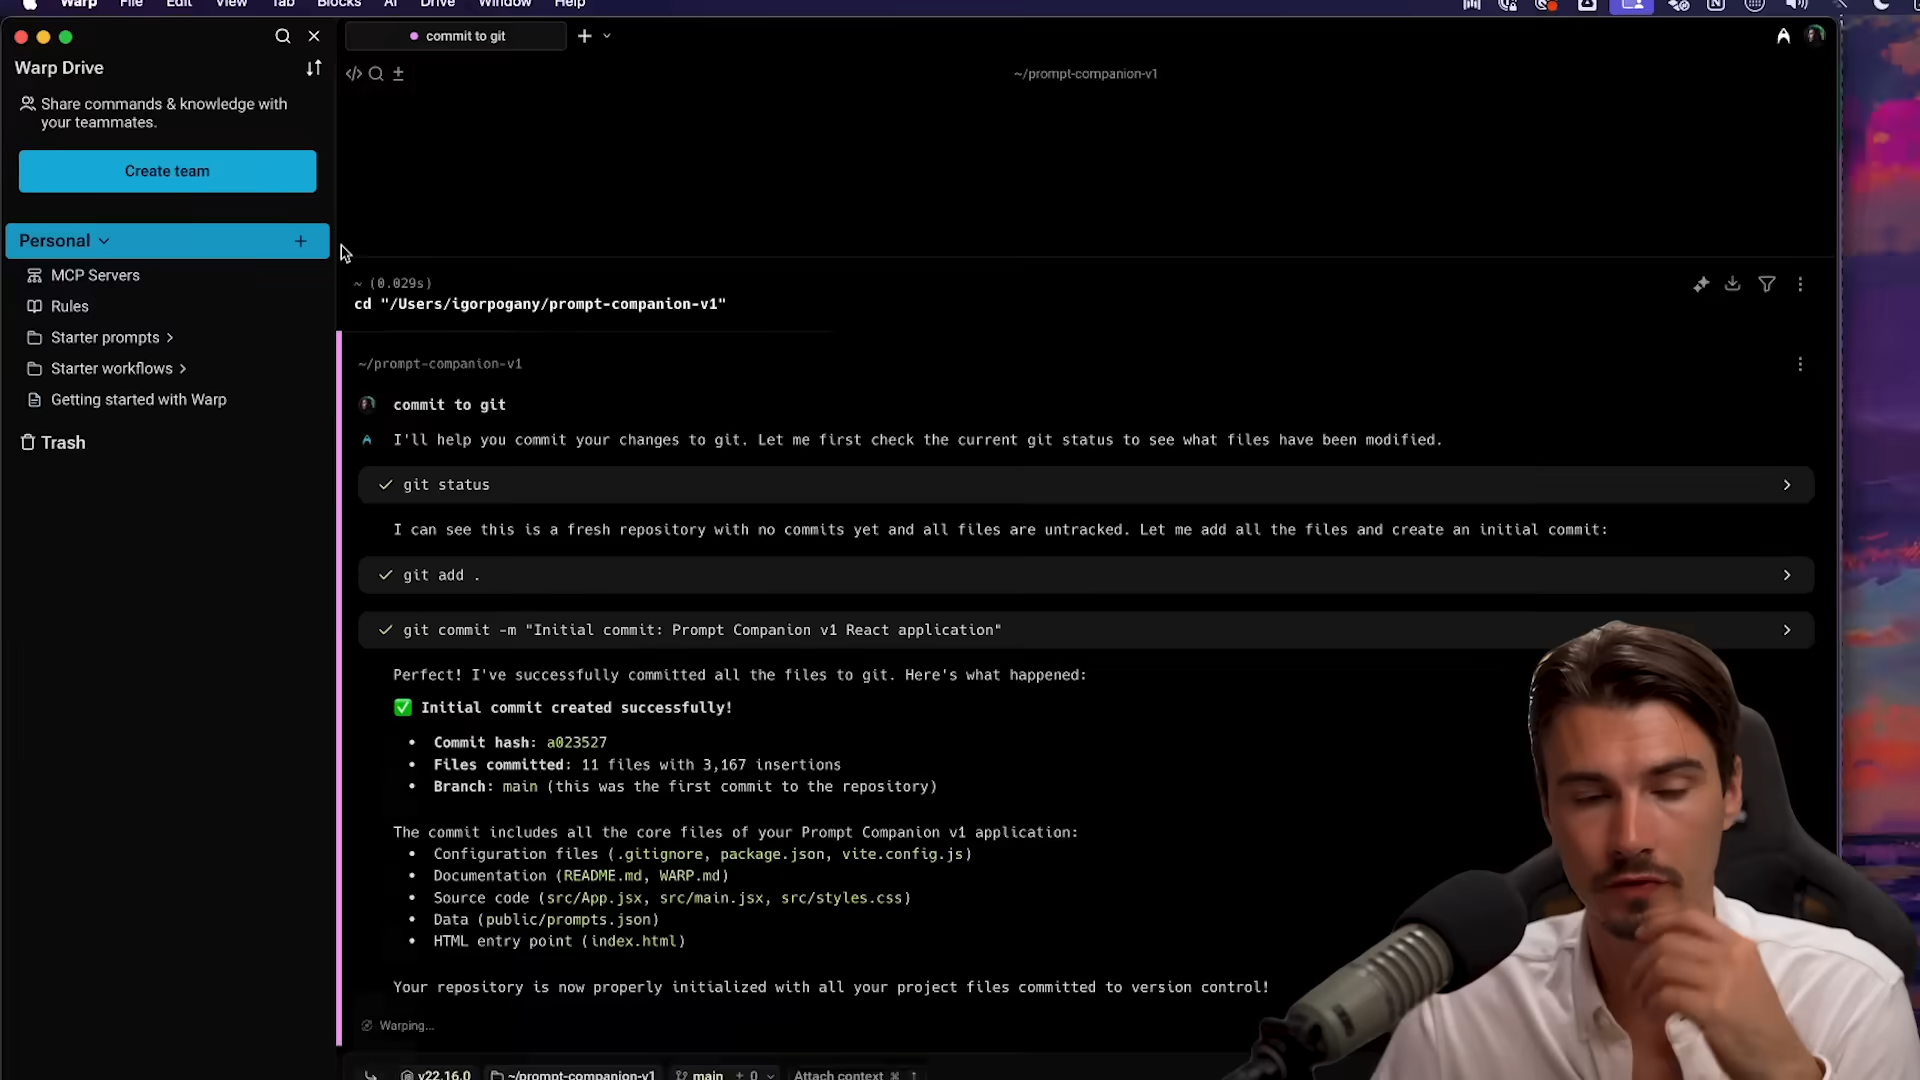 Warp File Edit View Tab Blocks AI Drive Window Help
commit to git
Warp Drive
~/prompt-companion-v1
Share commands & knowledge with
your teammates.
Create team
Personal
MCP Servers
Rules
Starter prompts
Starter workflows
Getting started with Warp
Trash
~ (0.029s)
cd "/Users/igorpogany/prompt-companion-v1"
~/prompt-companion-v1
commit to git
I'll help you commit your changes to git. Let me first check the current git status to see what files have been modified.
git status
I can see this is a fresh repository with no commits yet and all files are untracked. Let me add all the files and create an initial commit:
git add .
git commit -m "Initial commit: Prompt Companion v1 React application"
Perfect! I've successfully committed all the files to git. Here's what happened:
✅ Initial commit created successfully!
• Commit hash: a023527
• Files committed: 11 files with 3,167 insertions
• Branch: main (this was the first commit to the repository)
The commit includes all the core files of your Prompt Companion v1 application:
• Configuration files (.gitignore, package.json, vite.config.js)
• Documentation (README.md, WARP.md)
• Source code (src/App.jsx, src/main.jsx, src/styles.css)
• Data (public/prompts.json)
• HTML entry point (index.html)
Your repository is now properly initialized with all your project files committed to version control!
Warping...
v22.16.0 ~/prompt-companion-v1 main + 0 Attach context